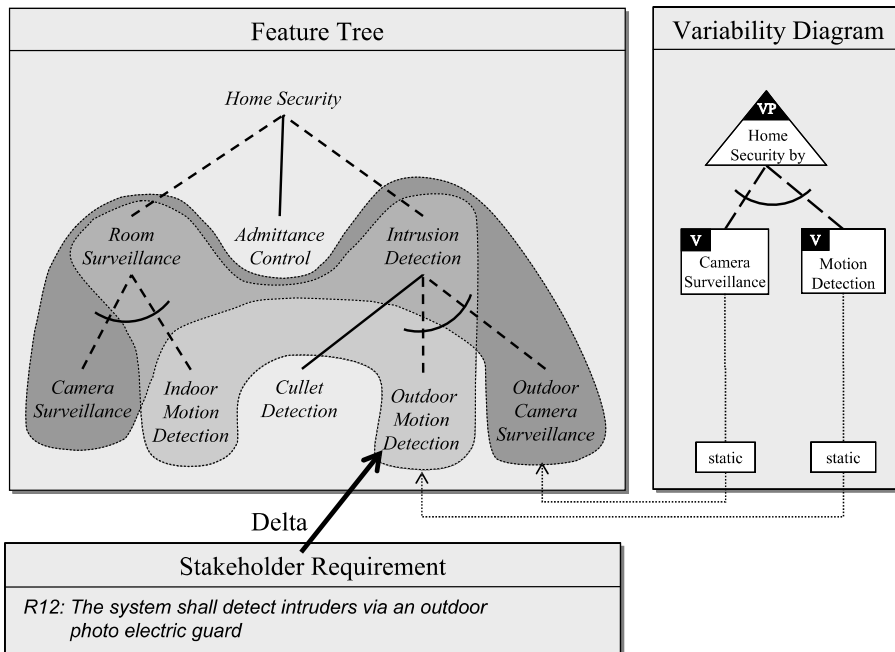 Feature Tree
Home Security
Room
Surveillance
Admittance
Control
Intrusion
Detection
Camera
Surveillance
Indoor
Motion
Detection
Cullet
Detection
Outdoor
Motion
Detection
Outdoor
Camera
Surveillance
Variability Diagram
VP
Home
Security by
V
Camera
Surveillance
V
Motion
Detection
static
static
Delta
Stakeholder Requirement
R12: The system shall detect intruders via an outdoor
photo electric guard